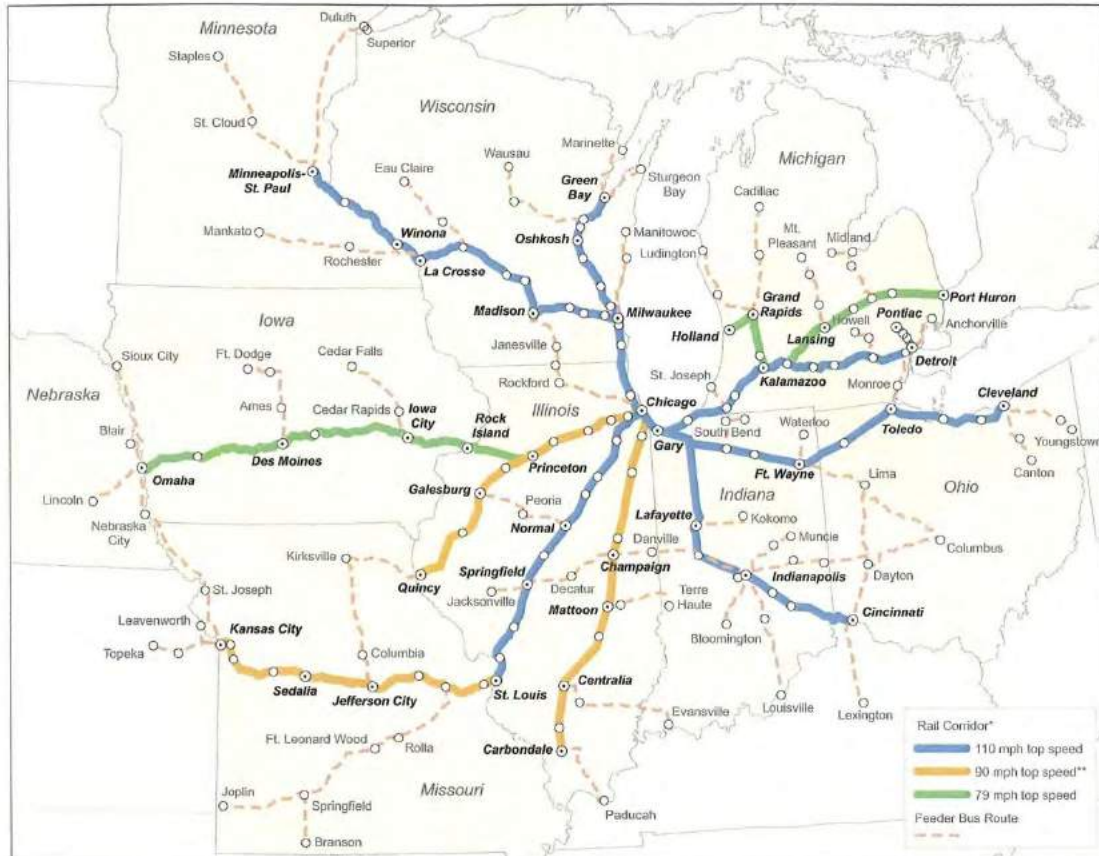 Minnesota
Duluth
Superior
Staples
St. Cloud
Wisconsin
Marinette
Wausau
Eau Claire
Green
Bay
Sturgeon
Bay
Michigan
Cadillac
Minneapolis-
St. Paul
Mankato
Winona
Rochester
La Crosse
Oshkosh
Manitowoc
Ludington
Mt.
Pleasant
Midland
Madison
Milwaukee
Grand
Rapids
Holland
Lansing
Howell
Pontiac
Port Huron
Anchorville
Detroit
Iowa
Janesville
Rockford
St. Joseph
Kalamazoo
Monroe
Cleveland
Sioux City
Ft. Dodge
Cedar Falls
Nebraska
Ames
Cedar Rapids
Iowa
City
Rock
Island
Illinois
Chicago
Gary
South Bend
Waterloo
Toledo
Youngstown
Canton
Blair
Des Moines
Princeton
Ft. Wayne
Lima
Ohio
Omaha
Lincoln
Nebraska
City
Galesburg
Peoria
Normal
Lafayette
Indiana
Kokomo
Muncie
Columbus
Kirksville
Quincy
Springfield
Jacksonville
Decatur
Danville
Champaign
Indianapolis
Dayton
St. Joseph
Leavenworth
Kansas City
Topeka
Columbia
Mattoon
Terre
Haute
Bloomington
Cincinnati
Sedalia
Jefferson City
St. Louis
Centralia
Evansville
Louisville
Lexington
Ft. Leonard Wood
Rolla
Carbondale
Joplin
Springfield
Missouri
Branson
Paducah
Rail Corridor*
110 mph top speed
90 mph top speed**
79 mph top speed
Feeder Bus Route